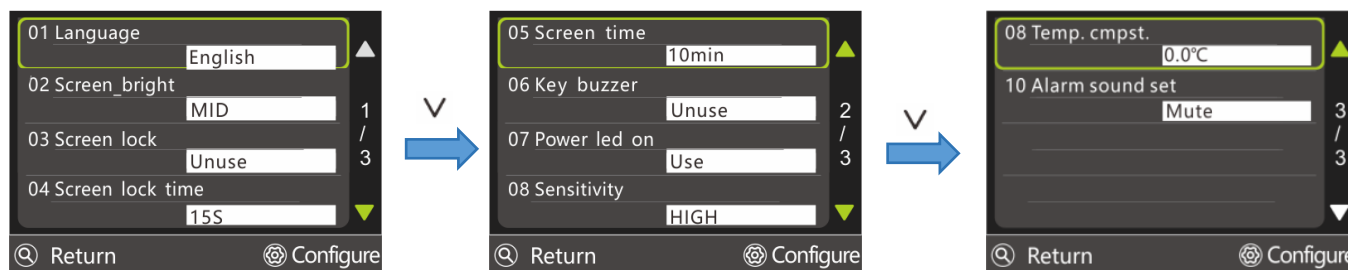 01 Language
English
02 Screen_bright
MID
03 Screen lock
Unuse
04 Screen lock time
15S
1
/
3
Return
Configure
05 Screen time
10min
06 Key buzzer
Unuse
07 Power led on
Use
08 Sensitivity
HIGH
2
/
3
Return
Configure
08 Temp. cmpst.
0.0℃
10 Alarm sound set
Mute
3
/
3
Return
Configure